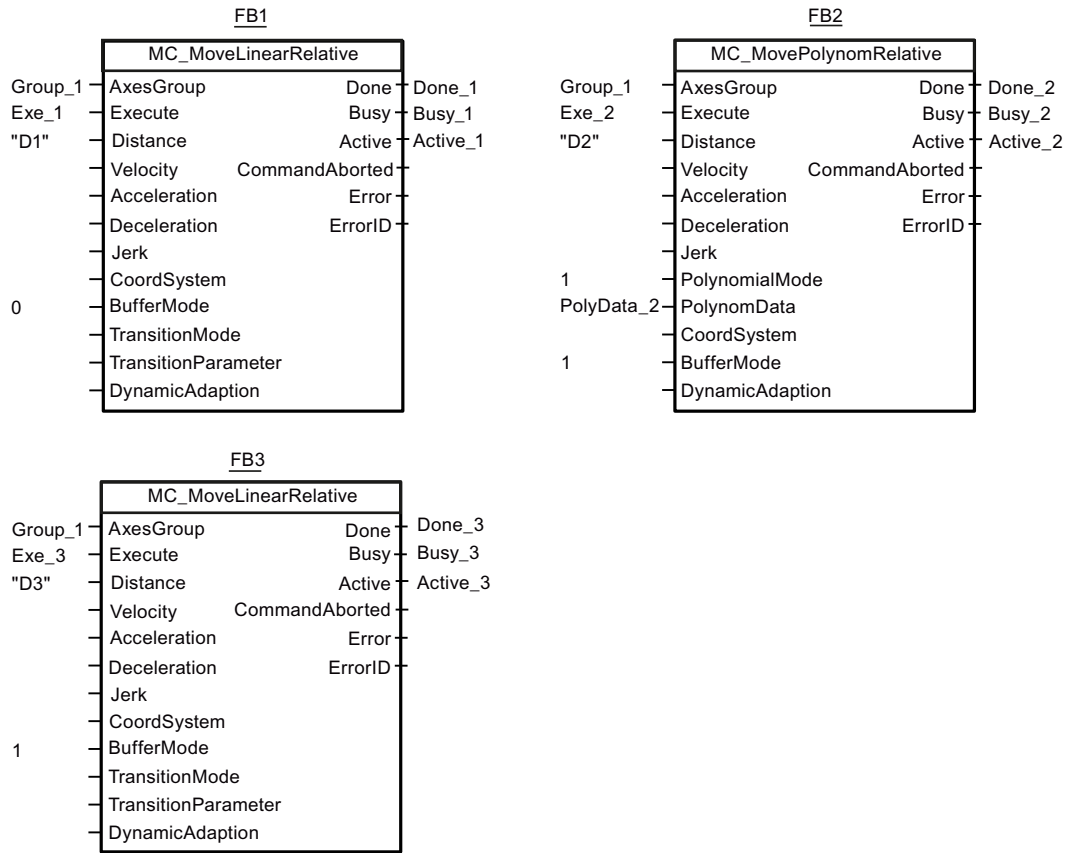 FB1
MC_MoveLinearRelative
Group_1 AxesGroup Done Done_1
Exe_1 Execute Busy Busy_1
"D1" Distance Active Active_1
Velocity CommandAborted
Acceleration Error
Deceleration ErrorID
Jerk
CoordSystem
0 BufferMode
TransitionMode
TransitionParameter
DynamicAdaption
FB2
MC_MovePolynomRelative
Group_1 AxesGroup Done Done_2
Exe_2 Execute Busy Busy_2
"D2" Distance Active Active_2
Velocity CommandAborted
Acceleration Error
Deceleration ErrorID
Jerk
1 PolynomialMode
PolyData_2 PolynomData
CoordSystem
1 BufferMode
DynamicAdaption
FB3
MC_MoveLinearRelative
Group_1 AxesGroup Done Done_3
Exe_3 Execute Busy Busy_3
"D3" Distance Active Active_3
Velocity CommandAborted
Acceleration Error
Deceleration ErrorID
Jerk
CoordSystem
1 BufferMode
TransitionMode
TransitionParameter
DynamicAdaption